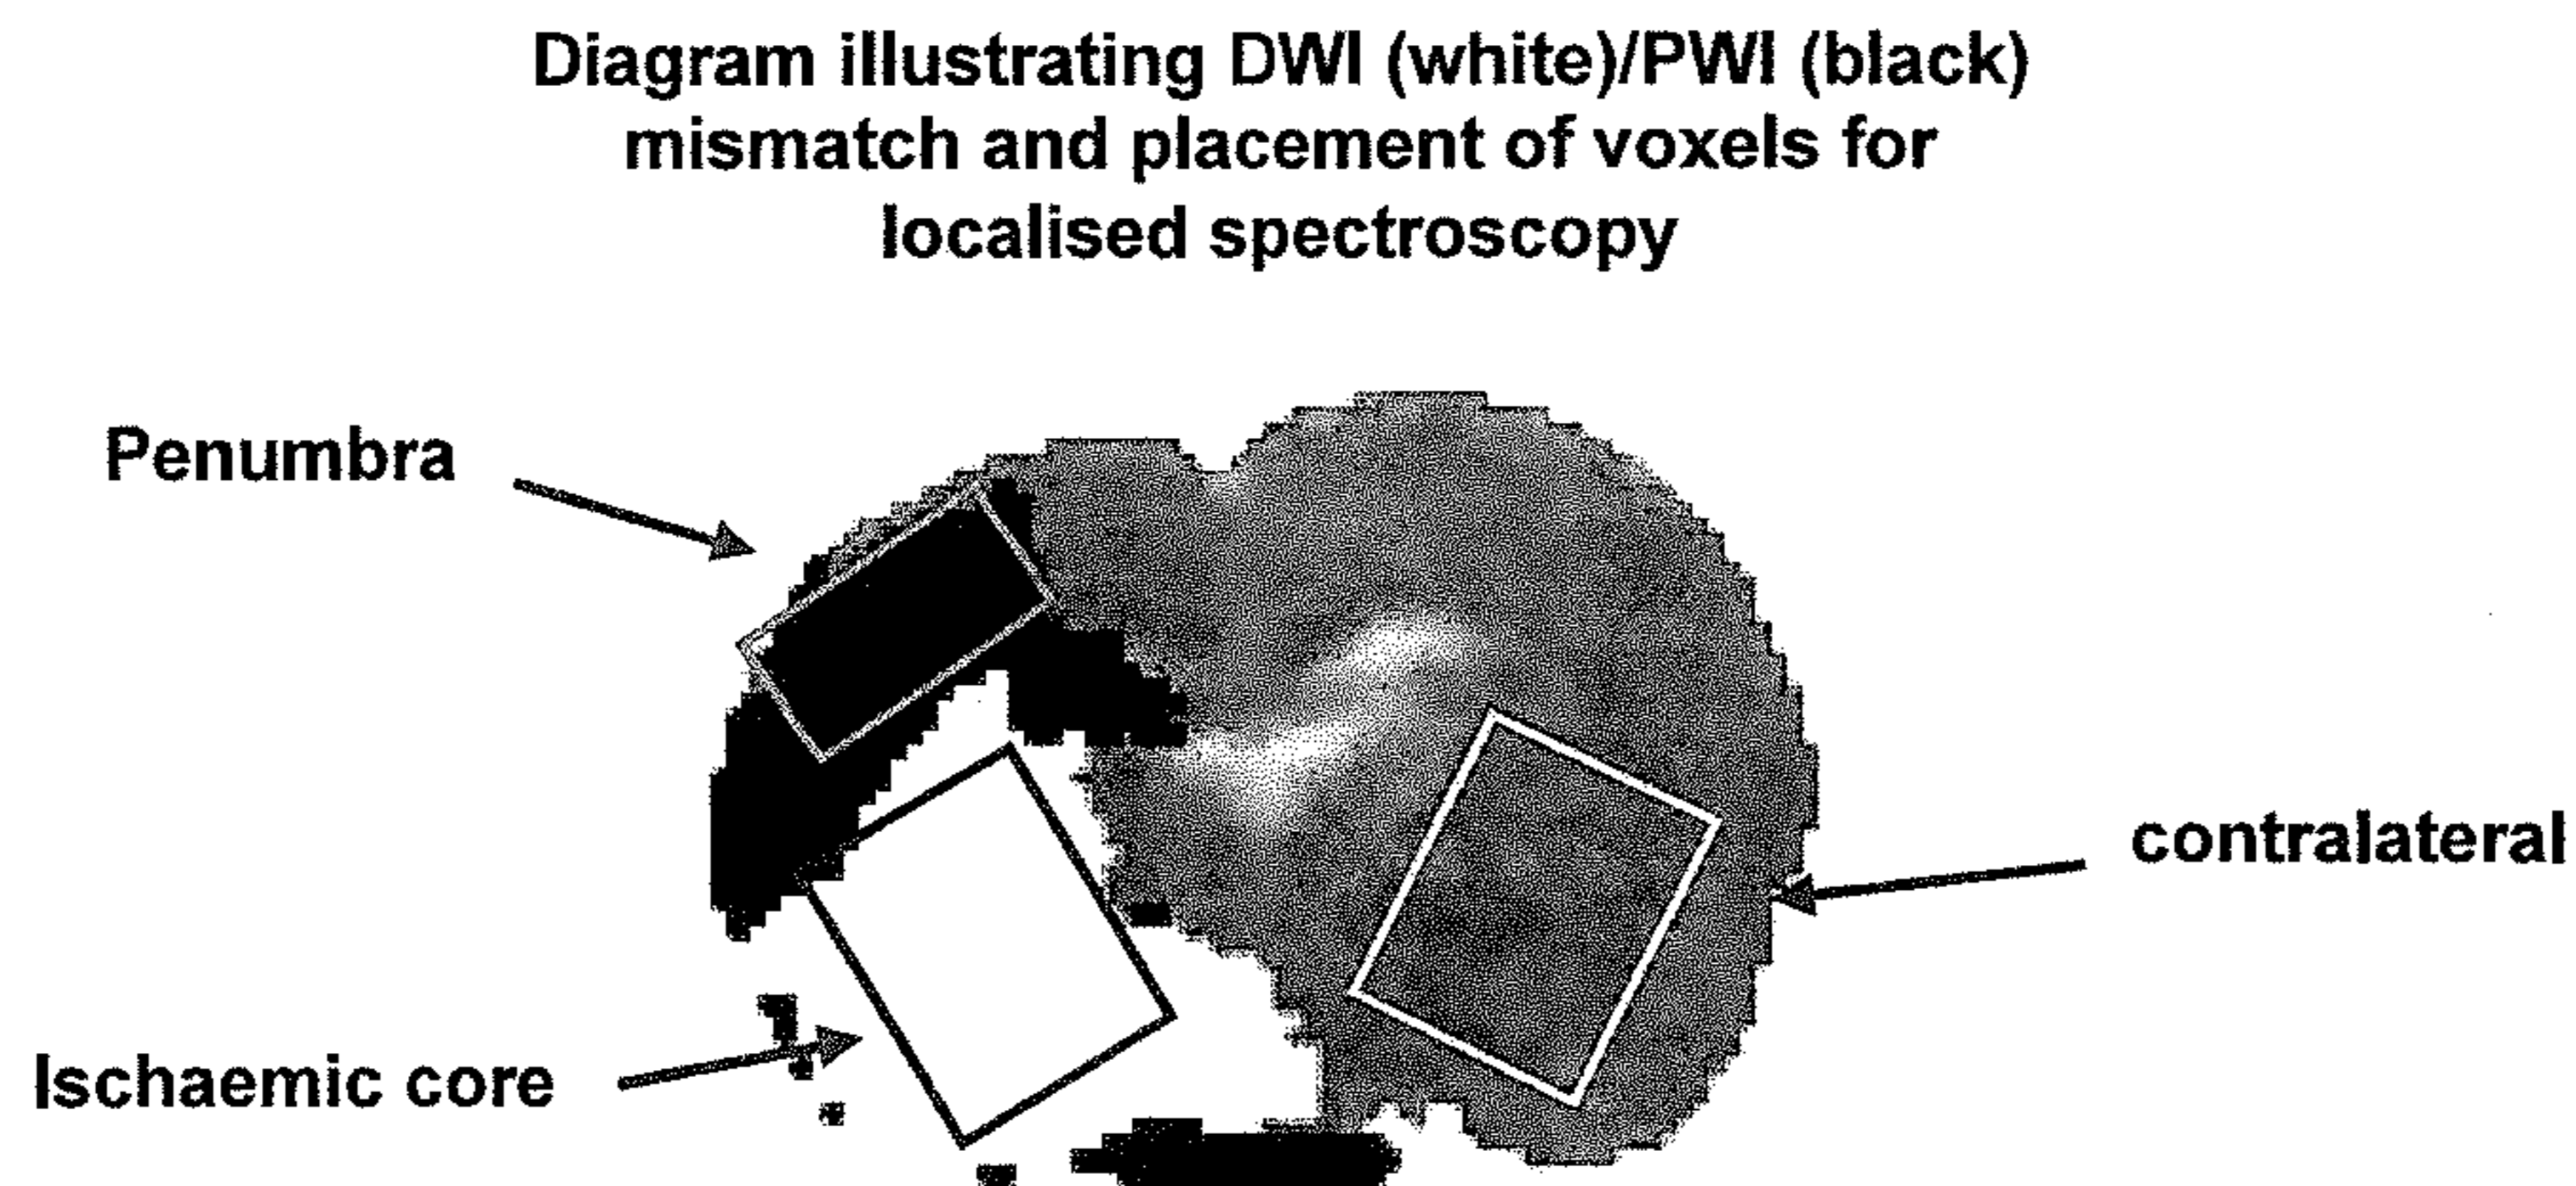 Diagram illustrating DWI (white)/PWI (black)
mismatch and placement of voxels for
localised spectroscopy
Penumbra
contralateral
Ischaemic core